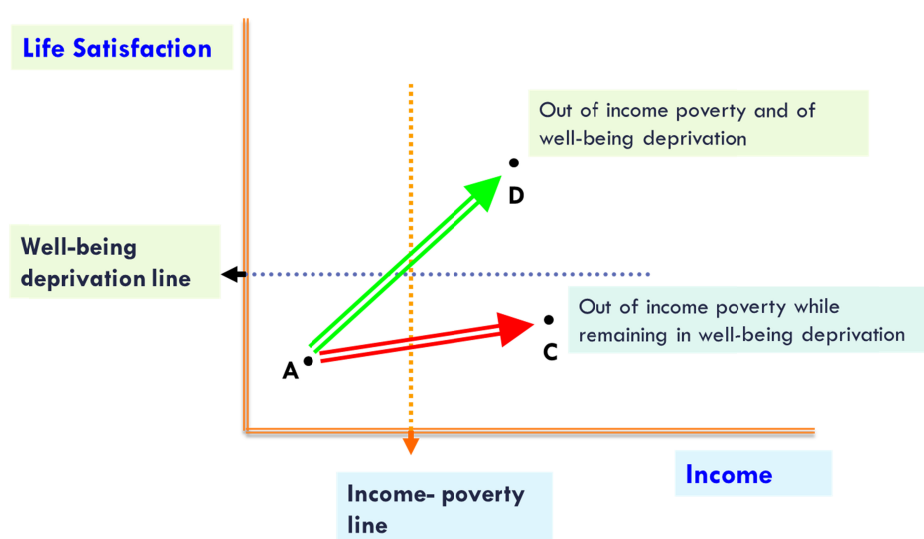 Life Satisfaction
Out of income poverty and of
well-being deprivation
D
Well-being
deprivation line
Out of income poverty while
remaining in well-being deprivation
C
A
Income
Income- poverty
line